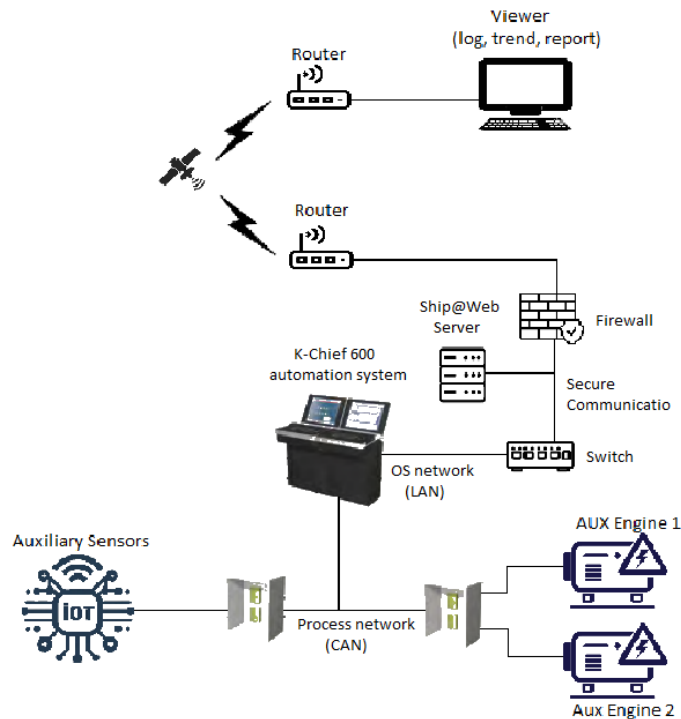 Viewer
(log, trend, report)
Router
Router
Ship@Web
Server
Firewall
K-Chief 600
automation system
Secure
Communicatio
OS network
(LAN)
Switch
Auxiliary Sensors
AUX Engine 1
iOT
Process network
(CAN)
Aux Engine 2